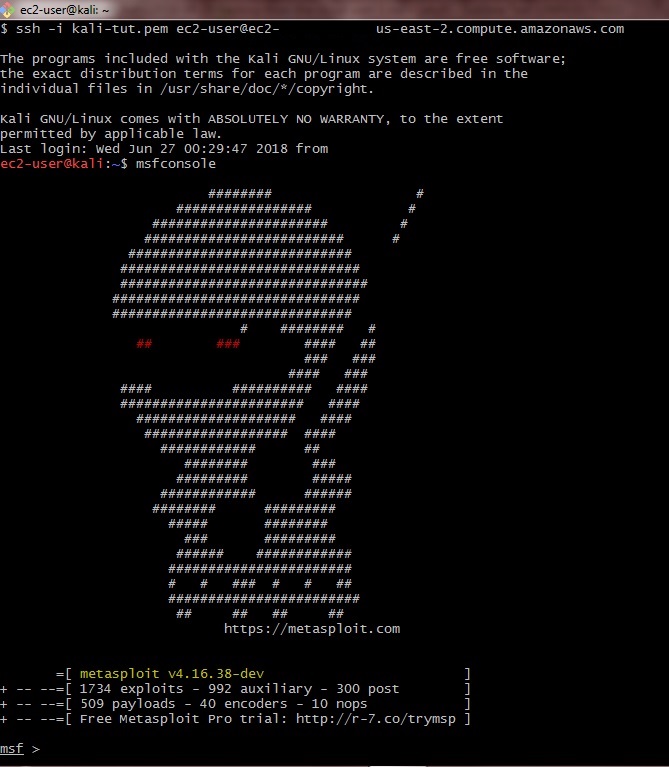 ec2-user@kali: ~
$ ssh -i kali-tut.pem ec2-user@ec2- us-east-2.compute.amazonaws.com
The programs included with the Kali GNU/Linux system are free software;
the exact distribution terms for each program are described in the
individual files in /usr/share/doc/*/copyright.
Kali GNU/Linux comes with ABSOLUTELY NO WARRANTY, to the extent
permitted by applicable law.
Last login: Wed Jun 27 00:29:47 2018 from
ec2-user@kali:~$ msfconsole
https://metasploit.com
=[ metasploit v4.16.38-dev ]
+ -- --=[ 1734 exploits - 992 auxiliary - 300 post ]
+ -- --=[ 509 payloads - 40 encoders - 10 nops ]
+ -- --=[ Free Metasploit Pro trial: http://r-7.co/trymsp ]
msf >